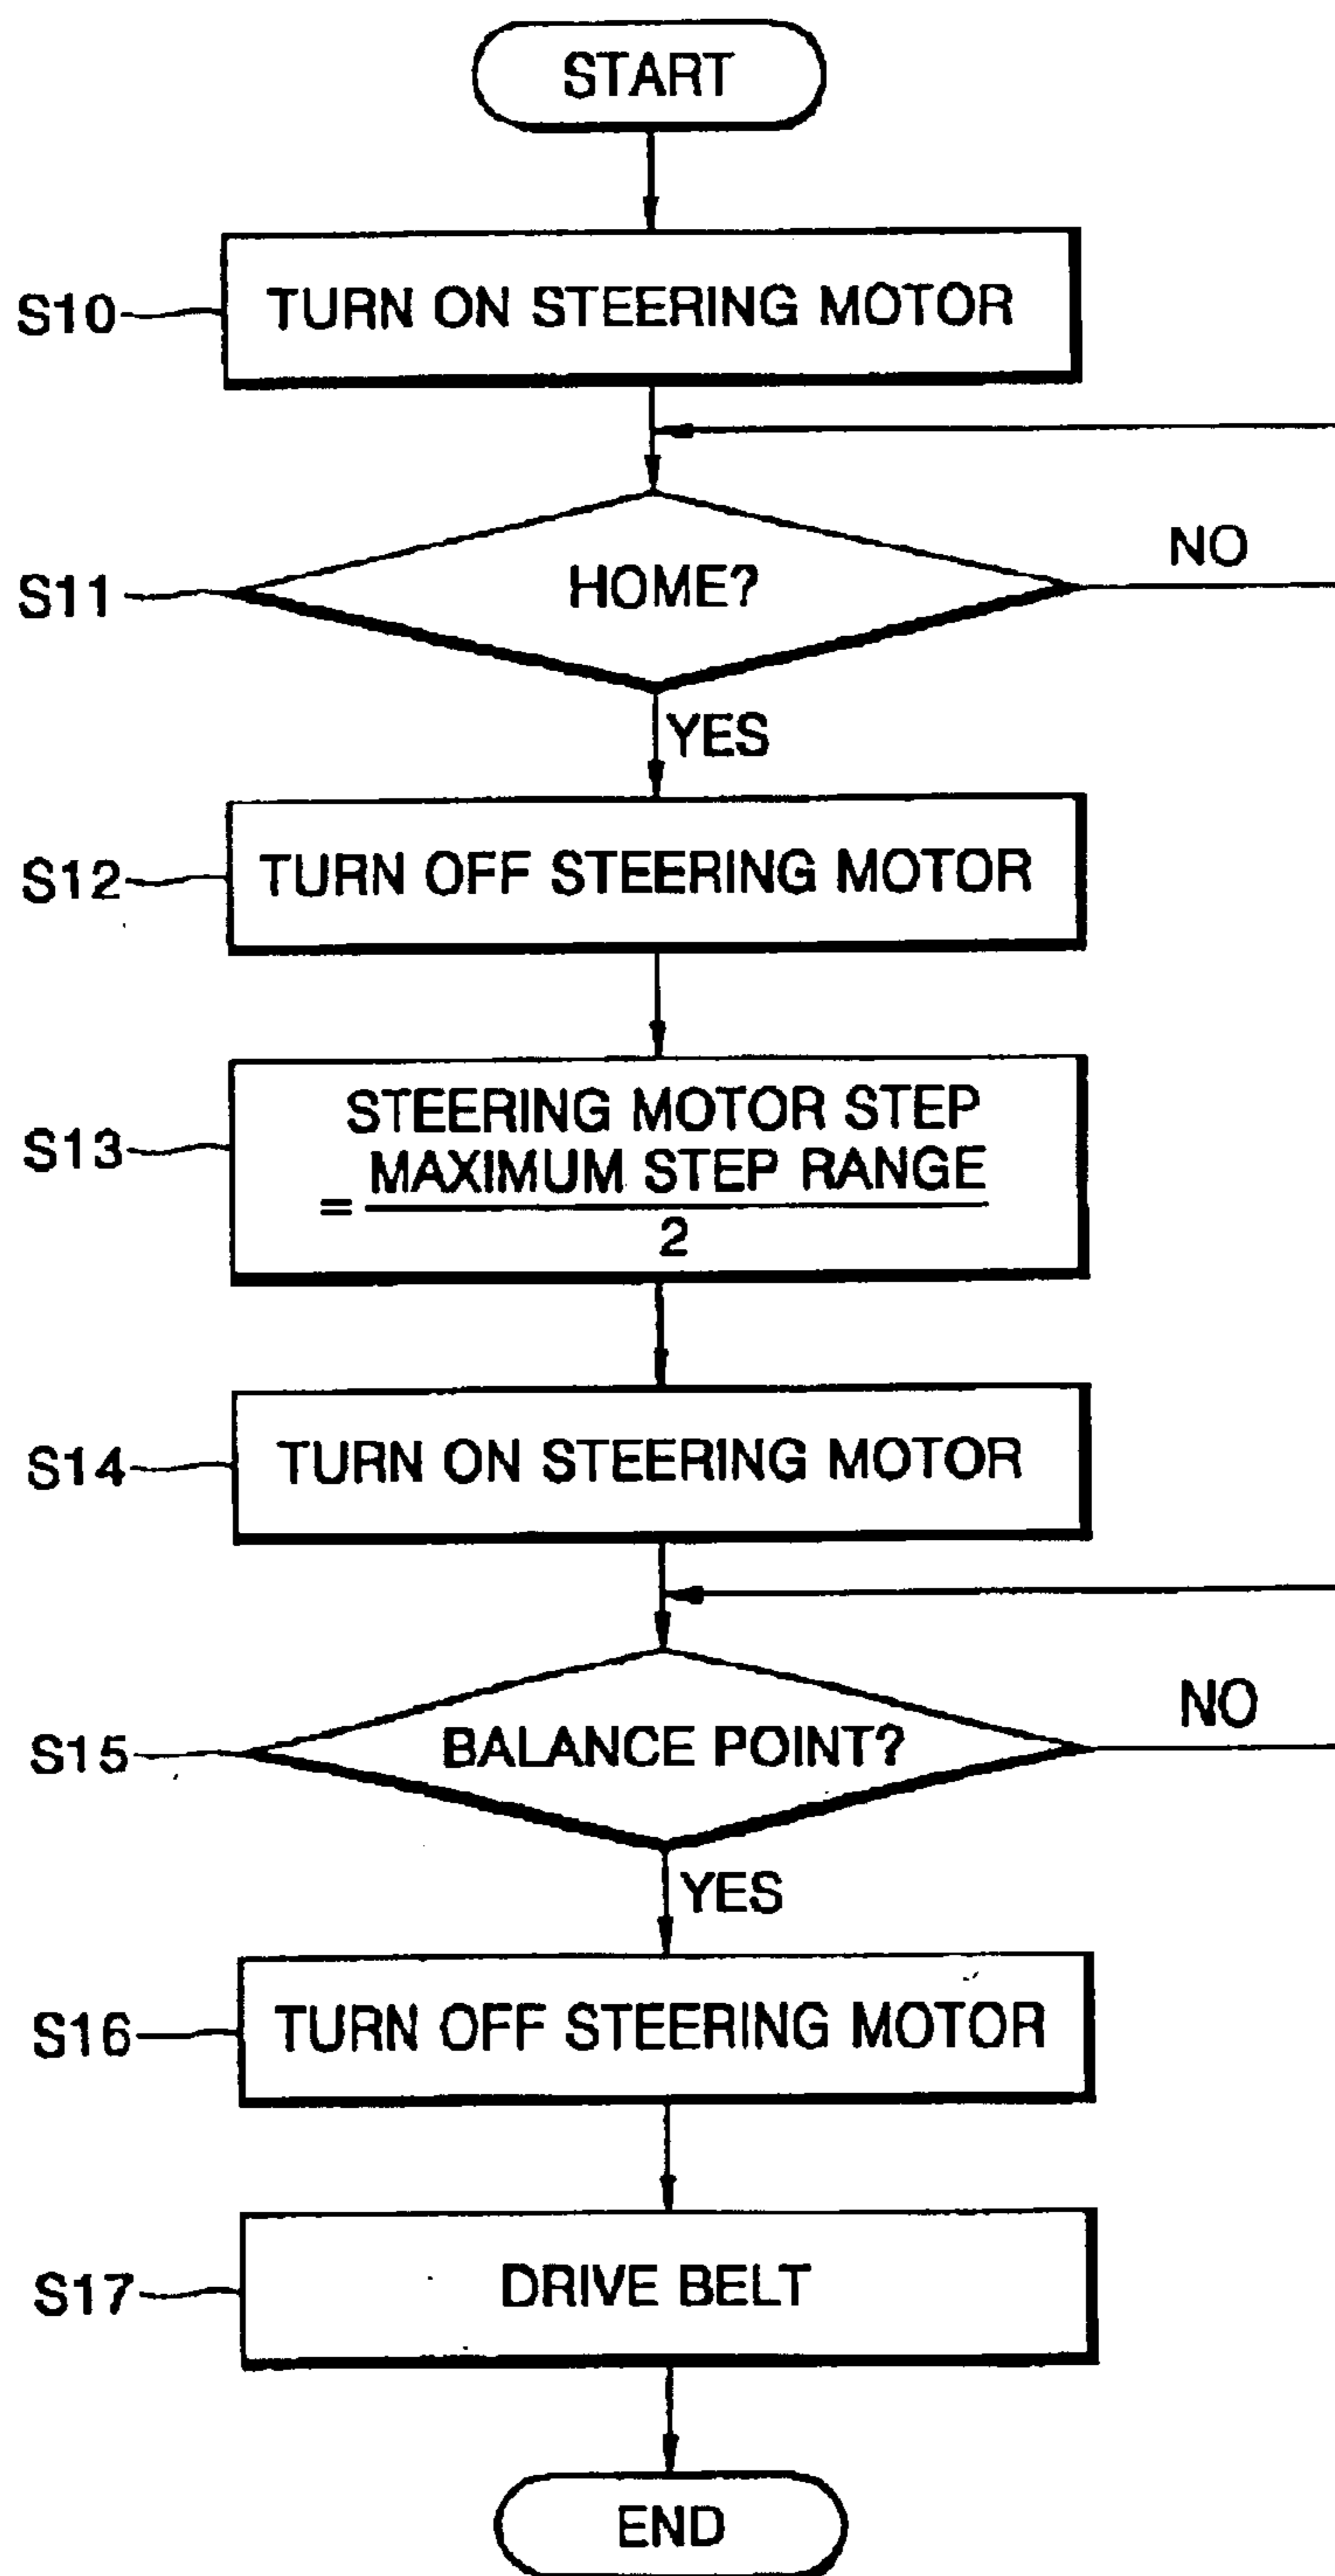 START
S10 TURN ON STEERING MOTOR
S11 HOME? NO
YES
S12 TURN OFF STEERING MOTOR
S13 STEERING MOTOR STEP
= MAXIMUM STEP RANGE
2
S14 TURN ON STEERING MOTOR
S15 BALANCE POINT? NO
YES
S16 TURN OFF STEERING MOTOR
S17 DRIVE BELT
END